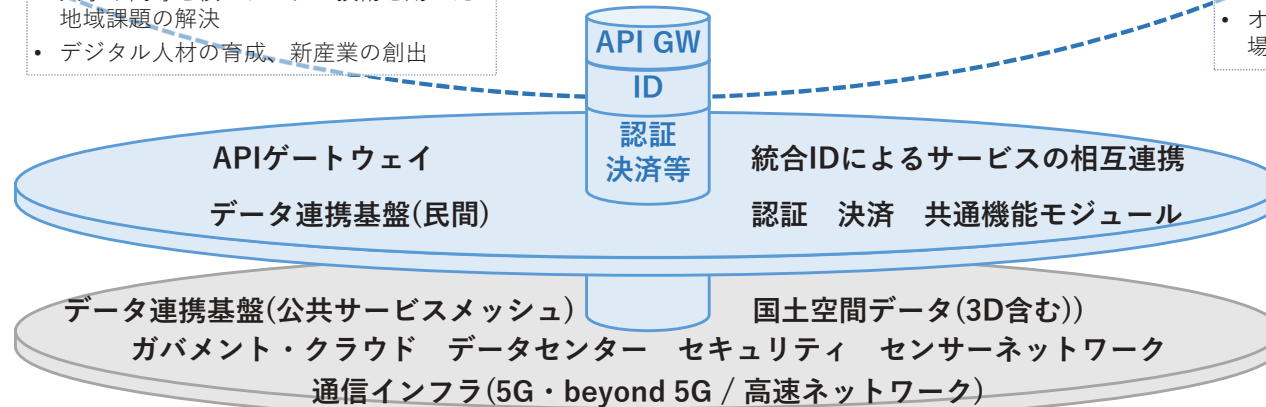 地域課題の解決
• デジタル人材の育成、新産業の創出
• オ
場
API GW
ID
認証
決済等
APIゲートウェイ
統合IDによるサービスの相互連携
データ連携基盤(民間)
認証 決済 共通機能モジュール
データ連携基盤(公共サービスメッシュ)
国土空間データ(3D含む))
ガバメント・クラウド データセンター セキュリティ センサーネットワーク
通信インフラ(5G・beyond 5G / 高速ネットワーク)